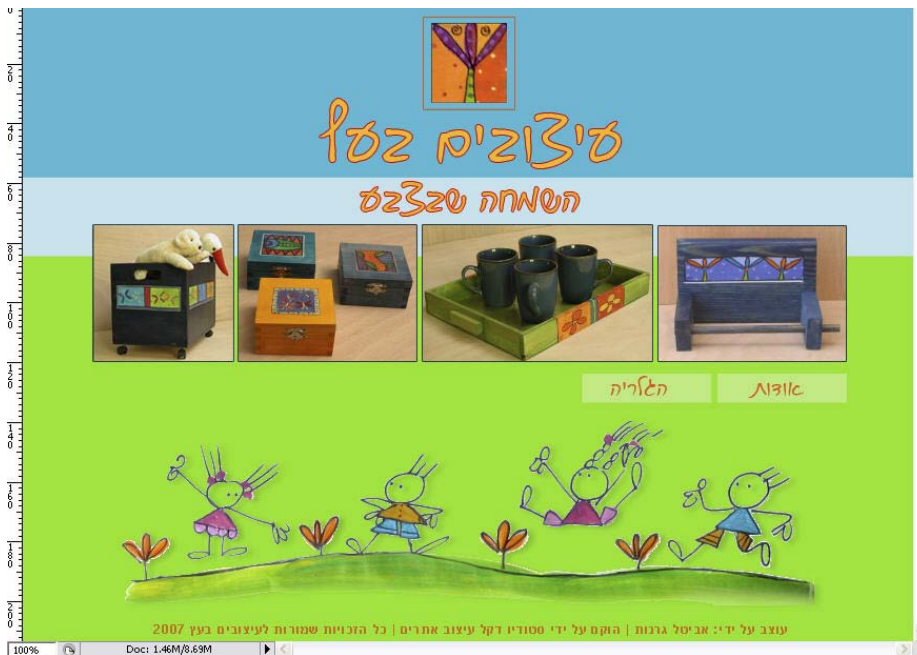 עיצובים בעץ
השמחה שבצבע
אודות הגלריה
עוצב על ידי: אביטל גרנות | הוקם על ידי סטודיו דקל עיצוב אתרים | כל הזכויות שמורות לעיצובים בעץ 2007
100% Doc: 1.46M/8.69M